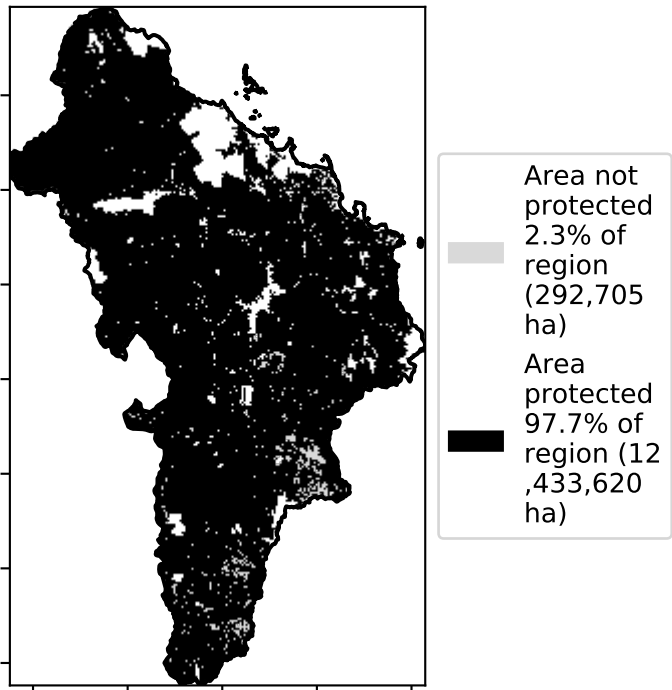 Area not
protected
2.3% of
region
(292,705
ha)
Area
protected
97.7% of
region (12
,433,620
ha)